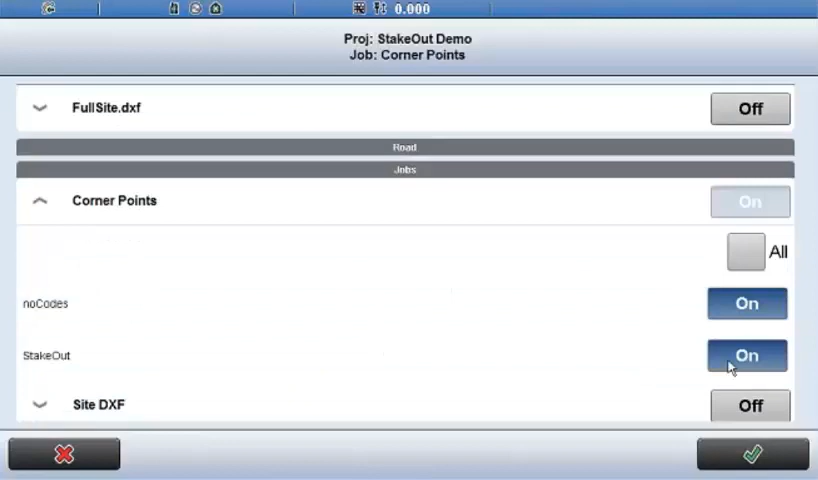 0.000
Proj: StakeOut Demo
Job: Corner Points
FullSite.dxf Off
Road
Jobs
Corner Points On
All
noCodes On
StakeOut On
Site DXF Off